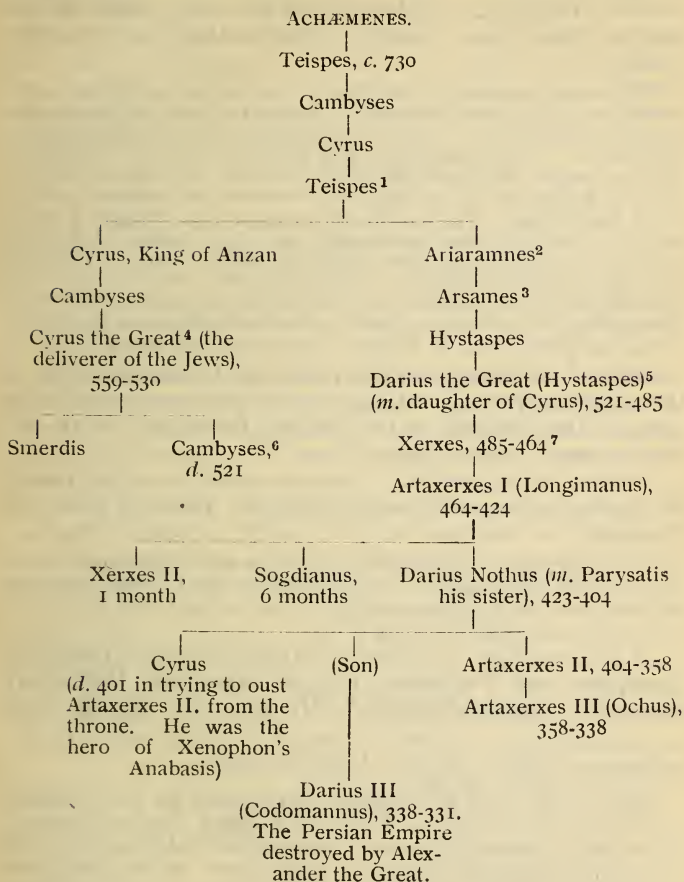 ACHÆMENES.
Teispes, c. 730
Cambyses
Cyrus
Teispes¹
Cyrus, King of Anzan
Ariaramnes²
Cambyses
Arsames³
Cyrus the Great⁴ (the
deliverer of the Jews),
559-530
Hystaspes
Darius the Great (Hystaspes)⁵
(m. daughter of Cyrus), 521-485
Smerdis
Cambyses,⁶
d. 521
Xerxes, 485-464⁷
Artaxerxes I (Longimanus),
464-424
Xerxes II,
1 month
Sogdianus,
6 months
Darius Nothus (m. Parysatis
his sister), 423-404
Cyrus
(d. 401 in trying to oust
Artaxerxes II. from the
throne. He was the
hero of Xenophon's
Anabasis)
(Son)
Artaxerxes II, 404-358
Artaxerxes III (Ochus),
358-338
Darius III
(Codomannus), 338-331.
The Persian Empire
destroyed by Alex-
ander the Great.